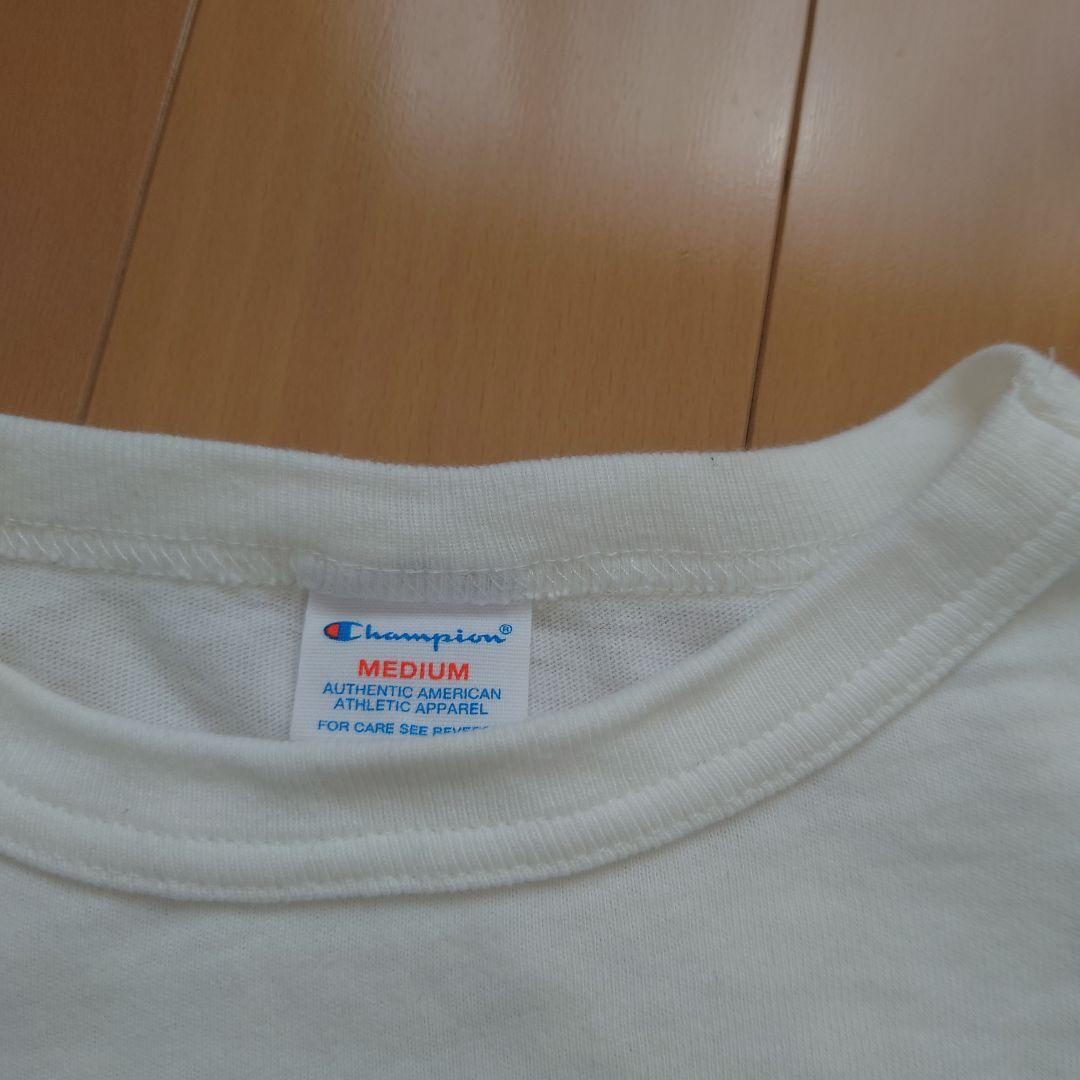 Champion®
MEDIUM
AUTHENTIC AMERICAN
ATHLETIC APPAREL
FOR CARE SEE